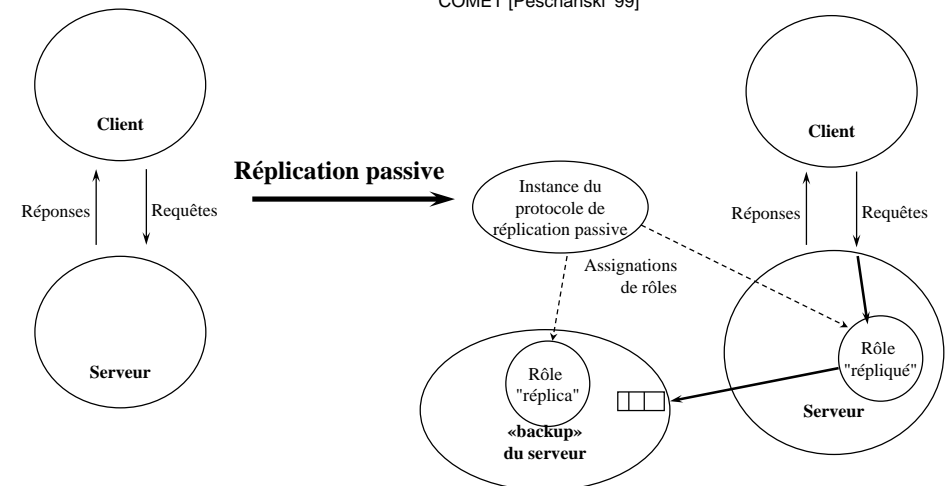 COMET [Peschanski 99]
Client
Réponses
Requêtes
Serveur
Réplication passive
Instance du
protocole de
réplication passive
Assignations
de rôles
Rôle
"réplica"
«backup»
du serveur
Client
Réponses
Requêtes
Rôle
"répliqué"
Serveur